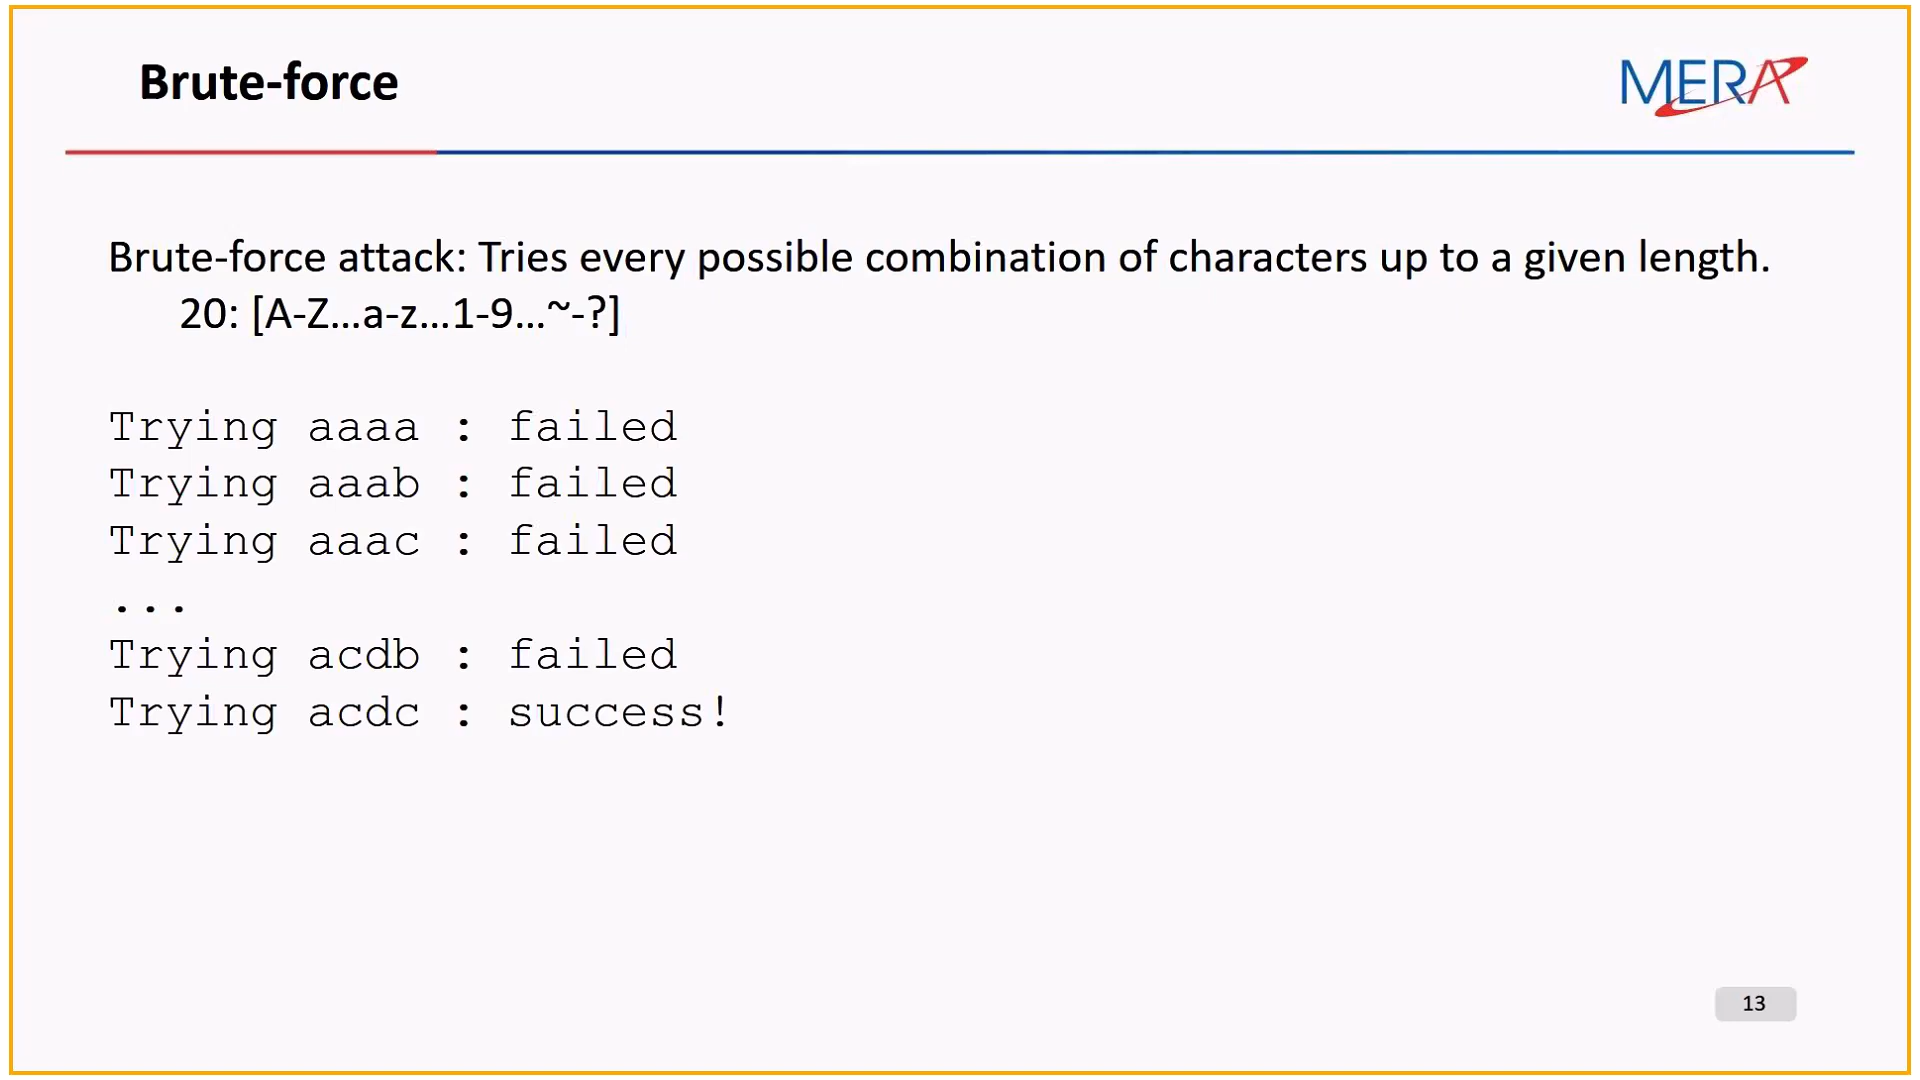 Brute-force
MERA
Brute-force attack: Tries every possible combination of characters up to a given length.
20: [A-Z…a-z…1-9…~-?]
Trying aaaa : failed
Trying aaab : failed
Trying aaac : failed
...
Trying acdb : failed
Trying acdc : success!
13